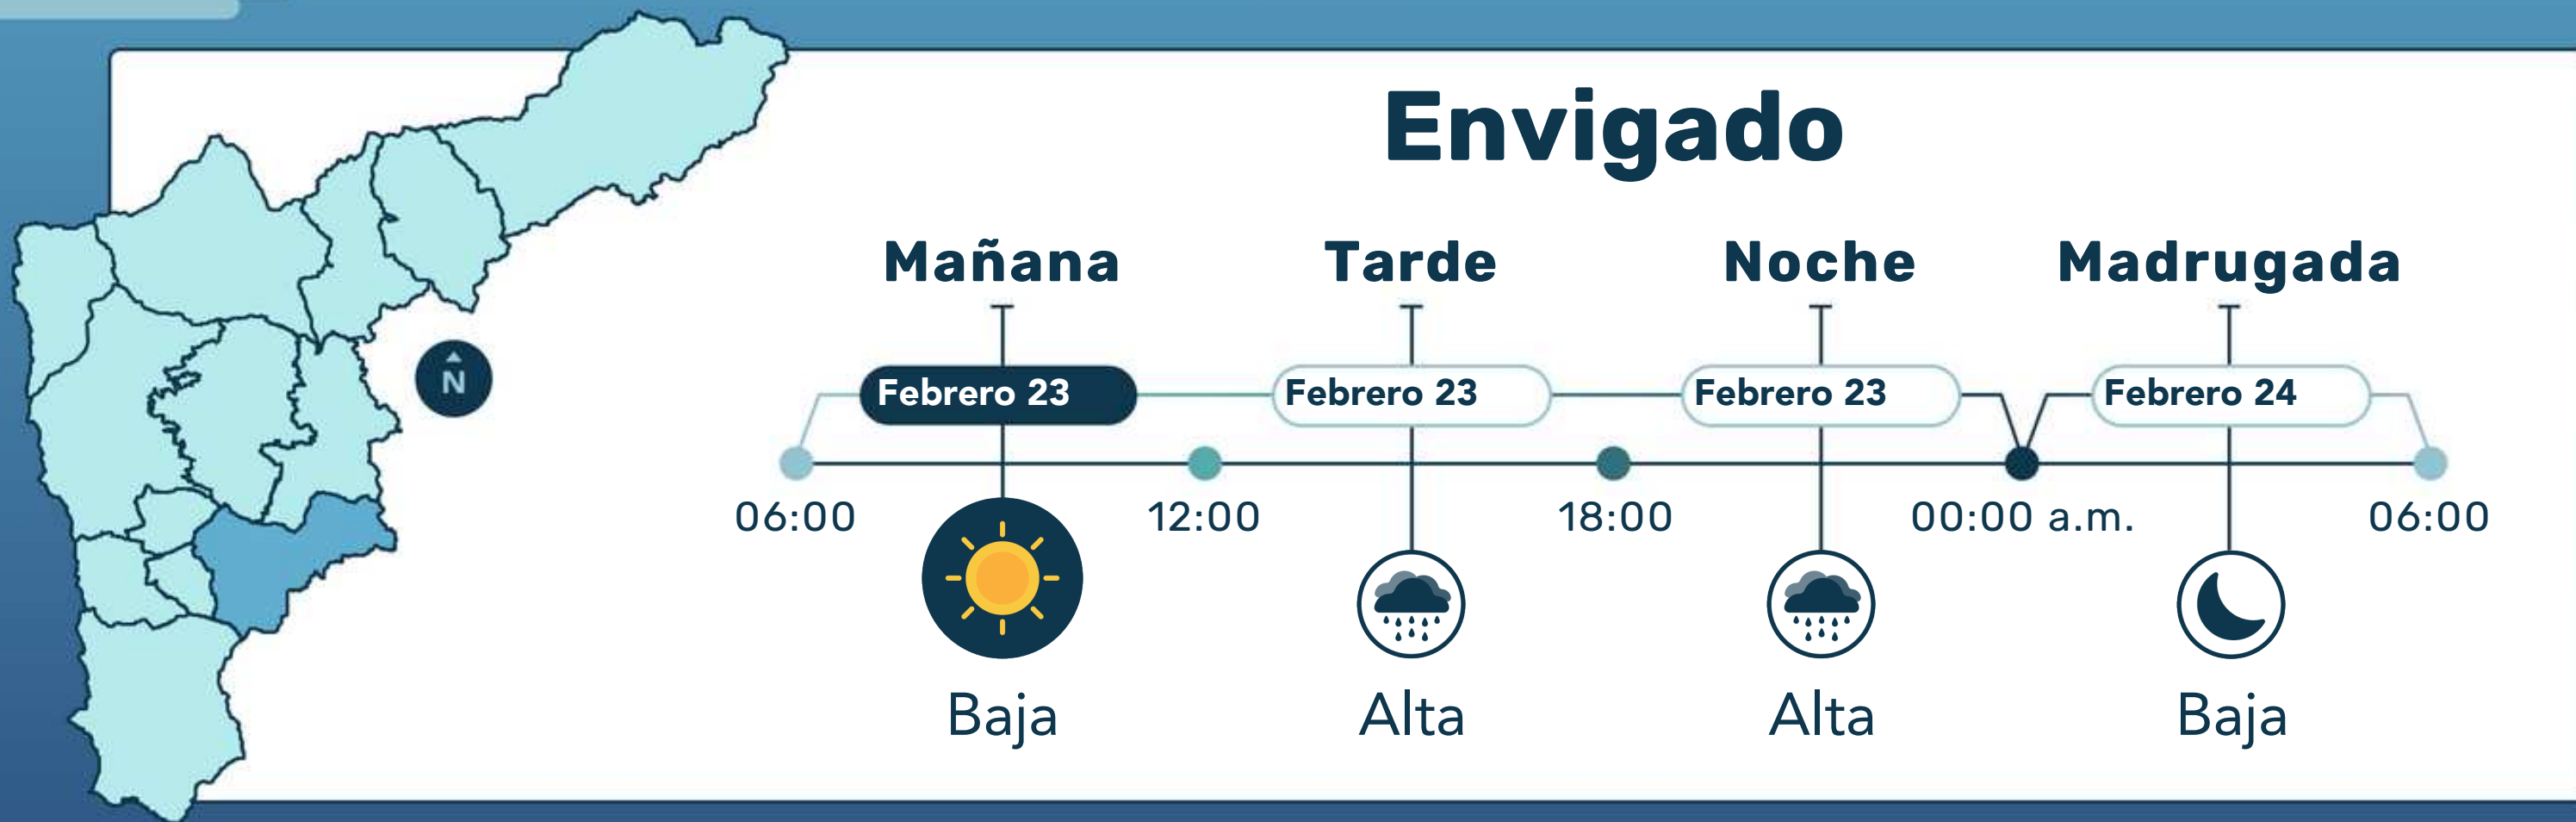 Envigado
Mañana Tarde Noche Madrugada
Febrero 23 Febrero 23 Febrero 23 Febrero 24
N
06:00 12:00 18:00 00:00 a.m. 06:00
Baja Alta Alta Baja